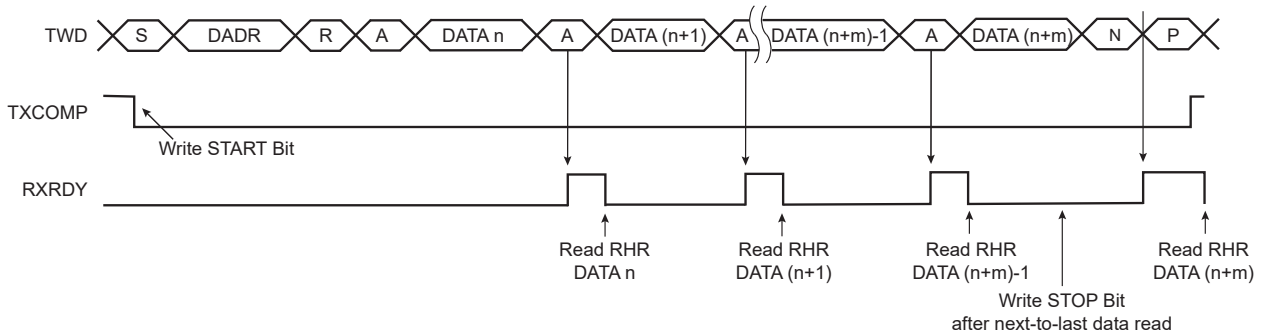 TWD S DADR R A DATA n A DATA (n+1) A DATA (n+m)-1 A DATA (n+m) N P
TXCOMP
Write START Bit
RXRDY
Read RHR
DATA n
Read RHR
DATA (n+1)
Read RHR
DATA (n+m)-1
Read RHR
DATA (n+m)
Write STOP Bit
after next-to-last data read